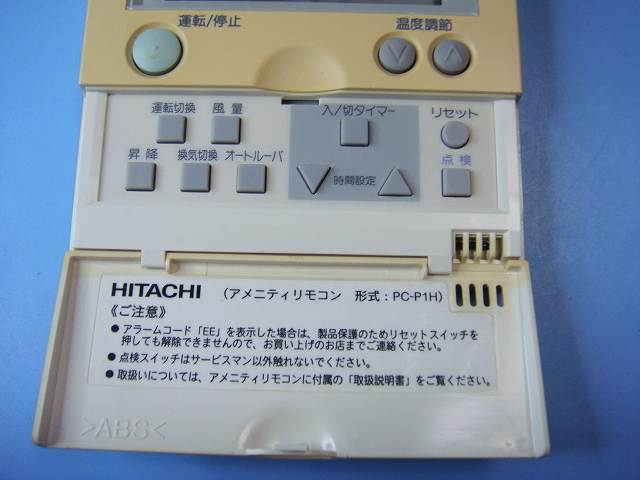 運転/停止 温度調節
運転切換 風量 入/切タイマー リセット
昇降 換気切換 オートルーバ 時間設定 点検
HITACHI (アメニティリモコン 形式:PC-P1H)
《ご注意》
● アラームコード「EE」を表示した場合は、製品保護のためリセットスイッチを
押しても解除できませんので、お買い上げのお店までご連絡ください。
● 点検スイッチはサービスマン以外触れないでください。
● 取扱いについては、アメニティリモコンに付属の「取扱説明書」をご覧ください。
>ABS<